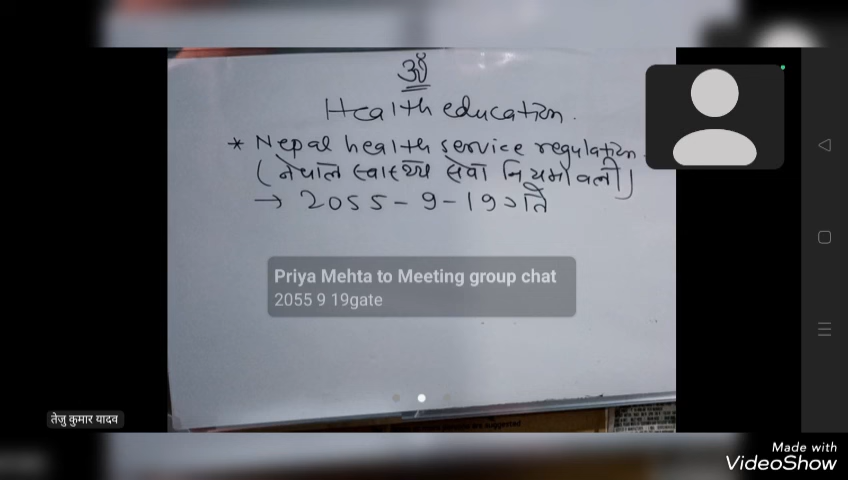 ॐ
Health education.
* Nepal health service regulation.
(नेपाल स्वास्थ्य सेवा नियमावली)
→ 2055-9-19 गते
Priya Mehta to Meeting group chat
2055 9 19gate
तेजु कुमार यादव
Made with
VideoShow